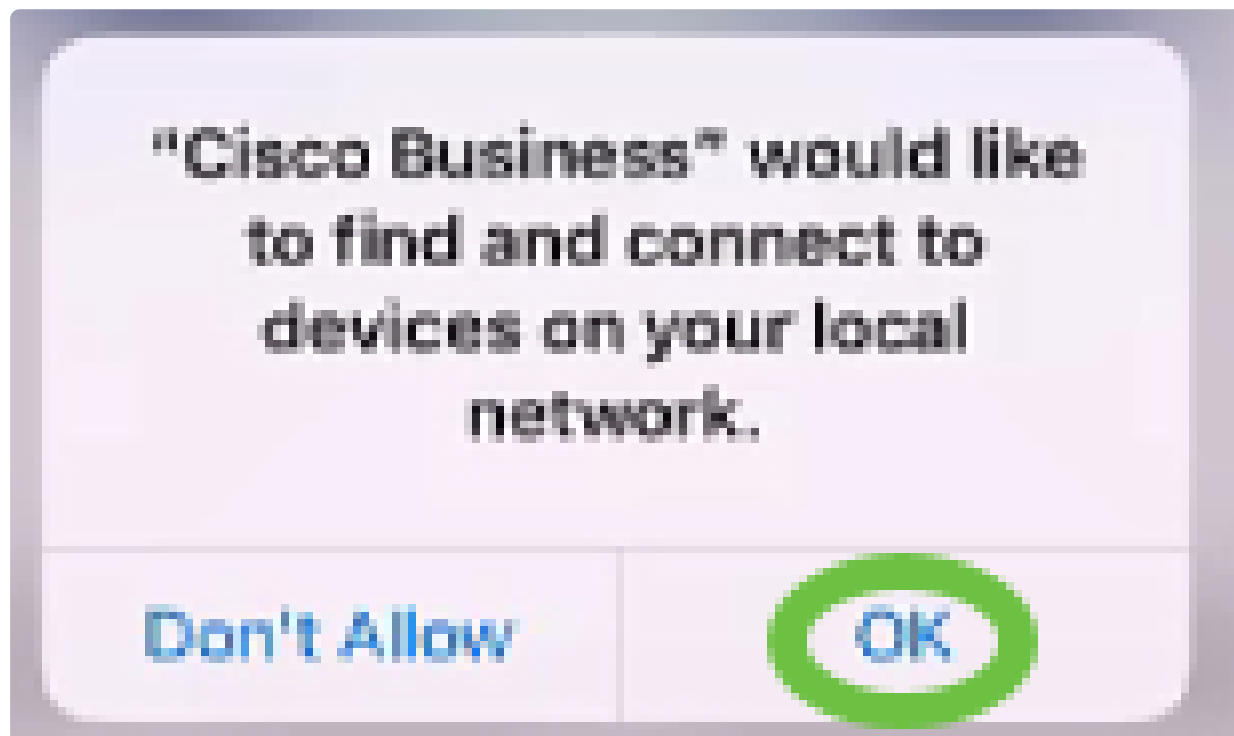 "Cisco Business" would like
to find and connect to
devices on your local
network.
Don't Allow
OK